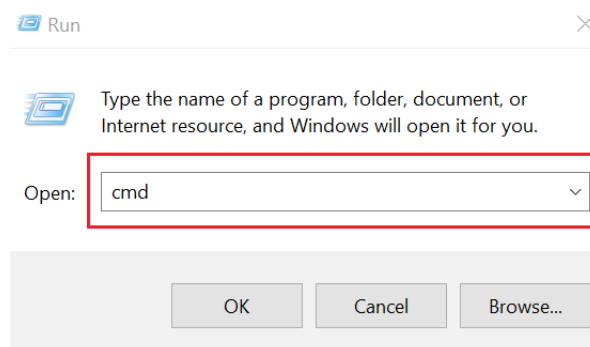 Run
Type the name of a program, folder, document, or
Internet resource, and Windows will open it for you.
Open: cmd
OK Cancel Browse...